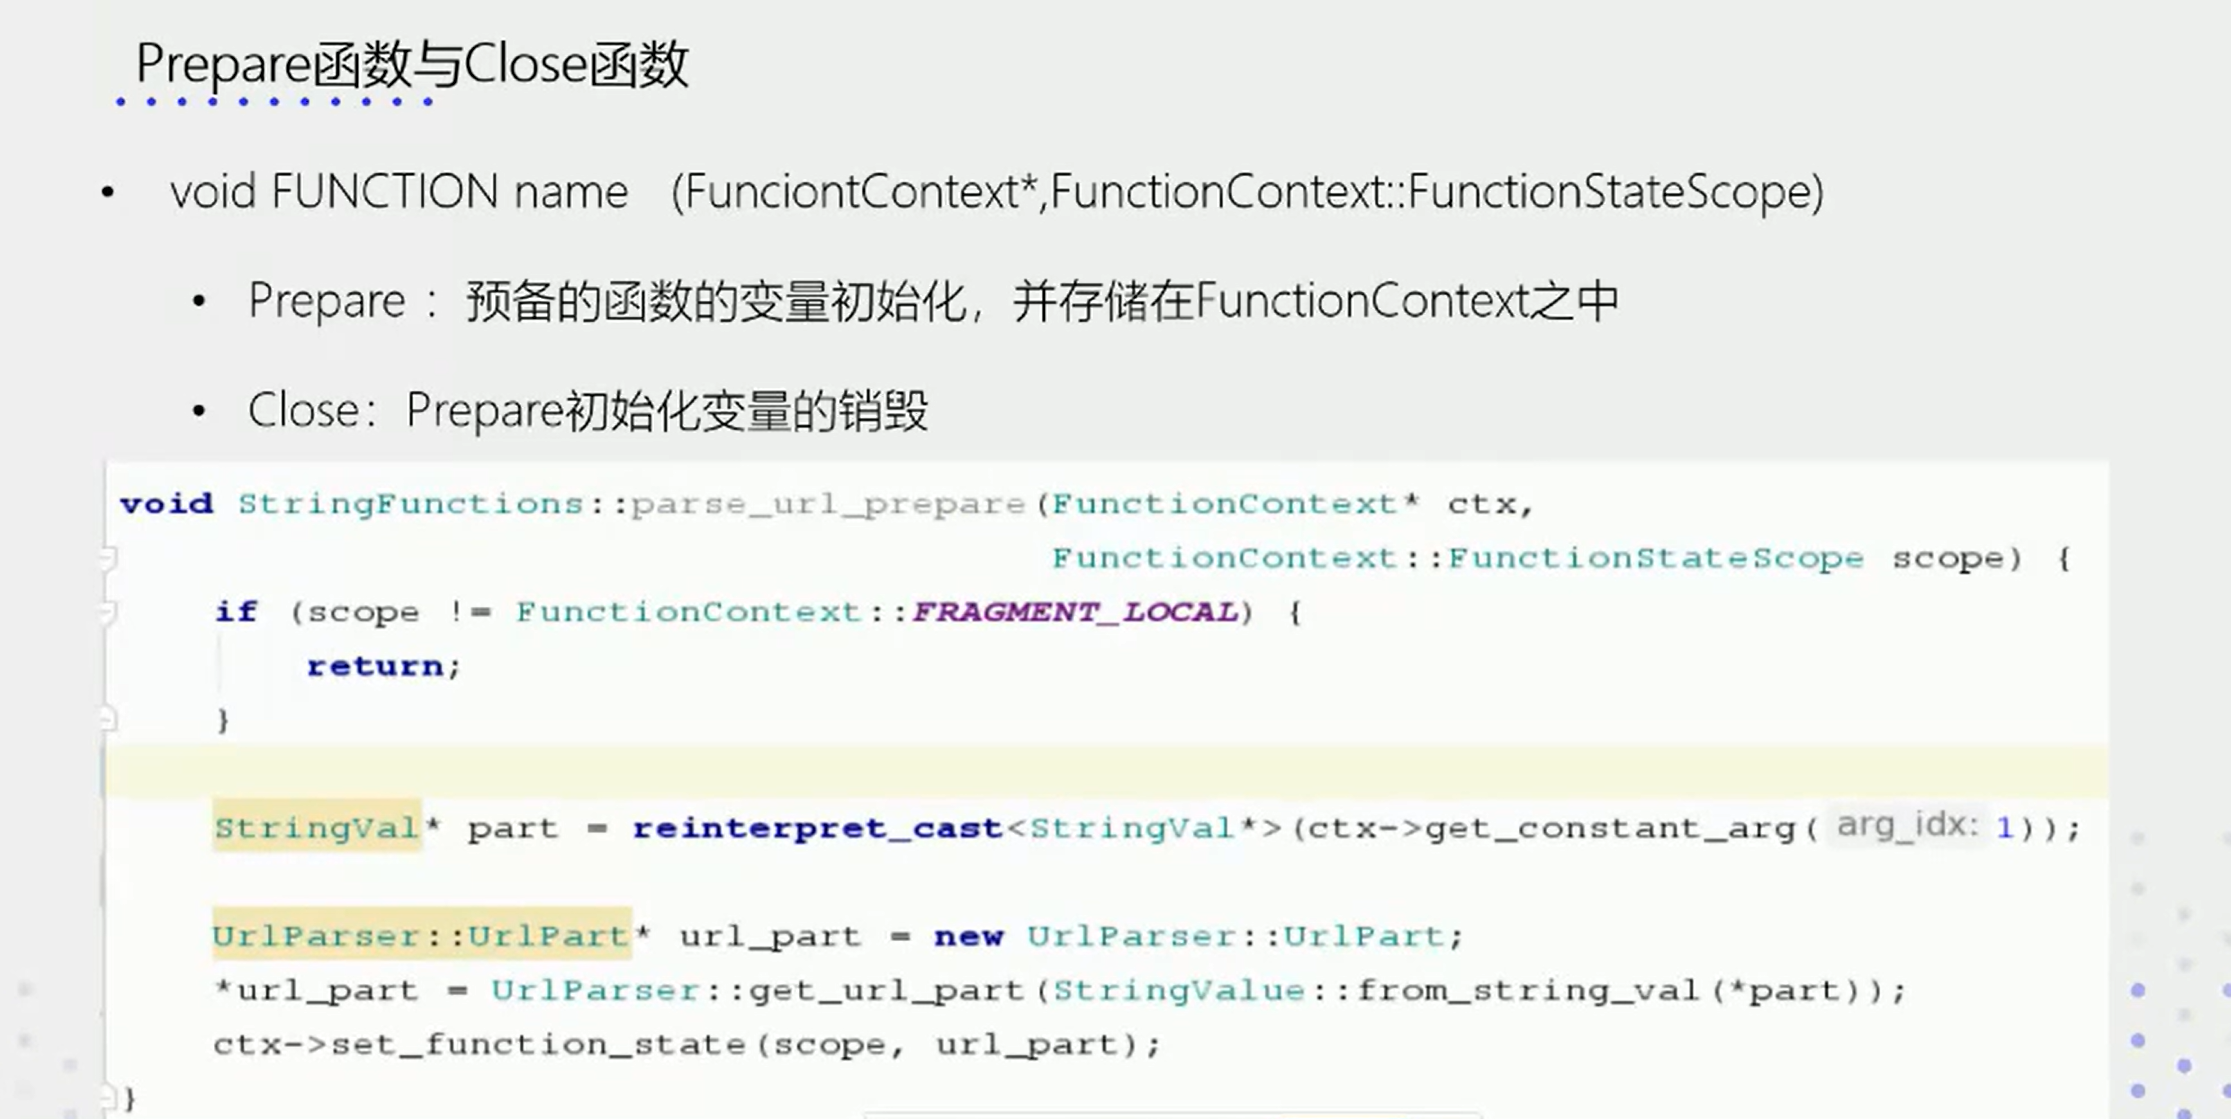 Prepare函数与Close函数
• void FUNCTION name (FunciontContext*,FunctionContext::FunctionStateScope)
• Prepare：预备的函数的变量初始化，并存储在FunctionContext之中
• Close：Prepare初始化变量的销毁
void StringFunctions::parse_url_prepare(FunctionContext* ctx,
FunctionContext::FunctionStateScope scope) {
if (scope != FunctionContext::FRAGMENT_LOCAL) {
return;
}
StringVal* part = reinterpret_cast<StringVal*>(ctx->get_constant_arg( arg_idx: 1));
UrlParser::UrlPart* url_part = new UrlParser::UrlPart;
*url_part = UrlParser::get_url_part(StringValue::from_string_val(*part));
ctx->set_function_state(scope, url_part);
}